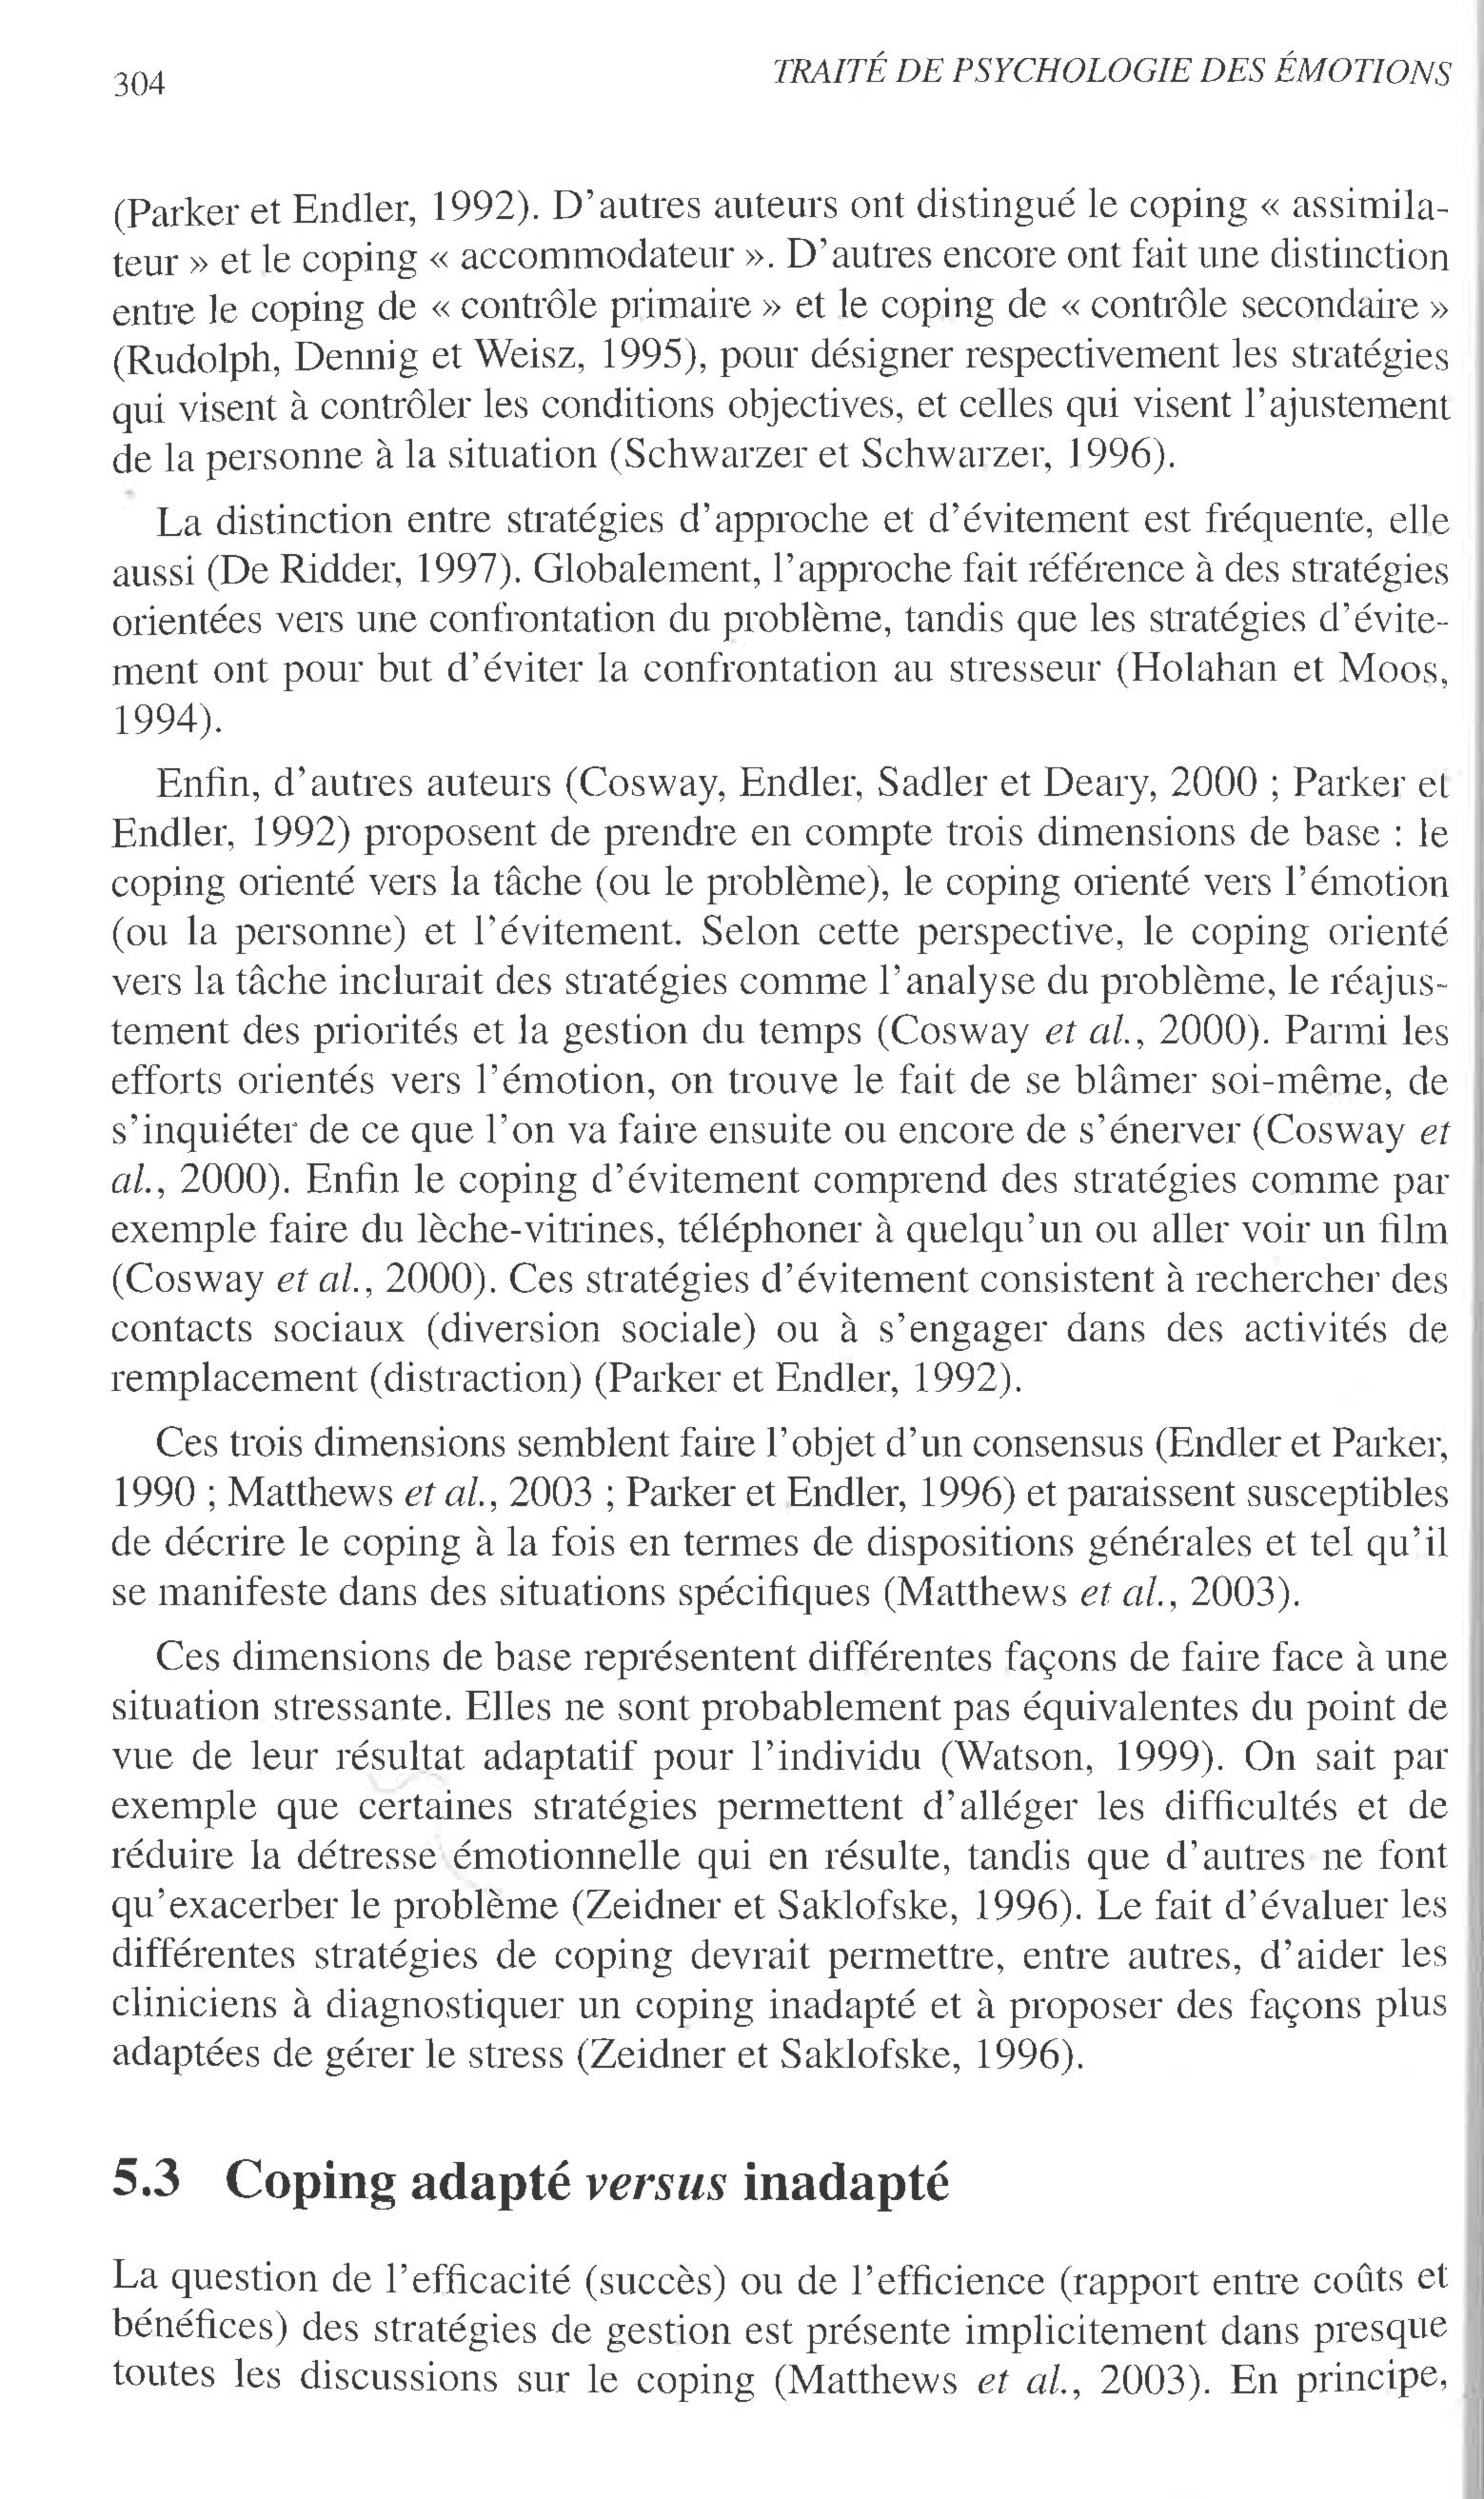 304
TRAITÉ DE PSYCHOLOGIE DES ÉMOTIONS
(Parker et Endler, 1992). D'autres auteurs ont distingué le coping « assimila-
teur » et le coping « accommodateur ». D'autres encore ont fait une distinction
entre le coping de « contrôle primaire » et le coping de « contrôle secondaire »
(Rudolph, Dennig et Weisz, 1995), pour désigner respectivement les stratégies
qui visent à contrôler les conditions objectives, et celles qui visent l'ajustement
de la personne à la situation (Schwarzer et Schwarzer, 1996).
La distinction entre stratégies d'approche et d'évitement est fréquente, elle
aussi (De Ridder, 1997). Globalement, l'approche fait référence à des stratégies
orientées vers une confrontation du problème, tandis que les stratégies d'évite-
ment ont pour but d'éviter la confrontation au stresseur (Holahan et Moos,
1994).
Enfin, d'autres auteurs (Cosway, Endler, Sadler et Deary, 2000 ; Parker et
Endler, 1992) proposent de prendre en compte trois dimensions de base : le
coping orienté vers la tâche (ou le problème), le coping orienté vers l'émotion
(ou la personne) et l'évitement. Selon cette perspective, le coping orienté
vers la tâche inclurait des stratégies comme l'analyse du problème, le réajus-
tement des priorités et la gestion du temps (Cosway et al., 2000). Parmi les
efforts orientés vers l'émotion, on trouve le fait de se blâmer soi-même, de
s'inquiéter de ce que l'on va faire ensuite ou encore de s'énerver (Cosway et
al., 2000). Enfin le coping d'évitement comprend des stratégies comme par
exemple faire du lèche-vitrines, téléphoner à quelqu'un ou aller voir un film
(Cosway et al., 2000). Ces stratégies d'évitement consistent à rechercher des
contacts sociaux (diversion sociale) ou à s'engager dans des activités de
remplacement (distraction) (Parker et Endler, 1992).
Ces trois dimensions semblent faire l'objet d'un consensus (Endler et Parker,
1990 ; Matthews et al., 2003 ; Parker et Endler, 1996) et paraissent susceptibles
de décrire le coping à la fois en termes de dispositions générales et tel qu'il
se manifeste dans des situations spécifiques (Matthews et al., 2003).
Ces dimensions de base représentent différentes façons de faire face à une
situation stressante. Elles ne sont probablement pas équivalentes du point de
vue de leur résultat adaptatif pour l'individu (Watson, 1999). On sait par
exemple que certaines stratégies permettent d'alléger les difficultés et de
réduire la détresse émotionnelle qui en résulte, tandis que d'autres ne font
qu'exacerber le problème (Zeidner et Saklofske, 1996). Le fait d'évaluer les
différentes stratégies de coping devrait permettre, entre autres, d'aider les
cliniciens à diagnostiquer un coping inadapté et à proposer des façons plus
adaptées de gérer le stress (Zeidner et Saklofske, 1996).
5.3 Coping adapté versus inadapté
La question de l'efficacité (succès) ou de l'efficience (rapport entre coûts et
bénéfices) des stratégies de gestion est présente implicitement dans presque
toutes les discussions sur le coping (Matthews et al., 2003). En principe,